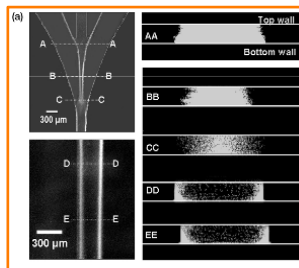 (a)
A A
B B
C C
300 µm
D D
E E
300 µm
Top wall
AA
Bottom wall
BB
CC
DD
EE